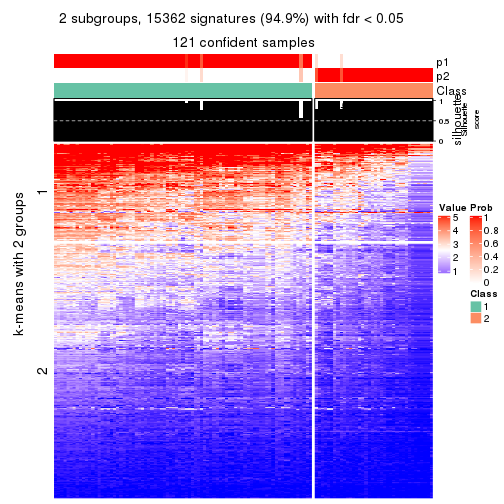 2 subgroups, 15362 signatures (94.9%) with fdr < 0.05
121 confident samples
p1
p2
Class
1
0.5
0
silhouette
Silhouette
score
k-means with 2 groups
1
2
Value
5
4
3
2
1
Prob
1
0.8
0.6
0.4
0.2
0
Class
1
2